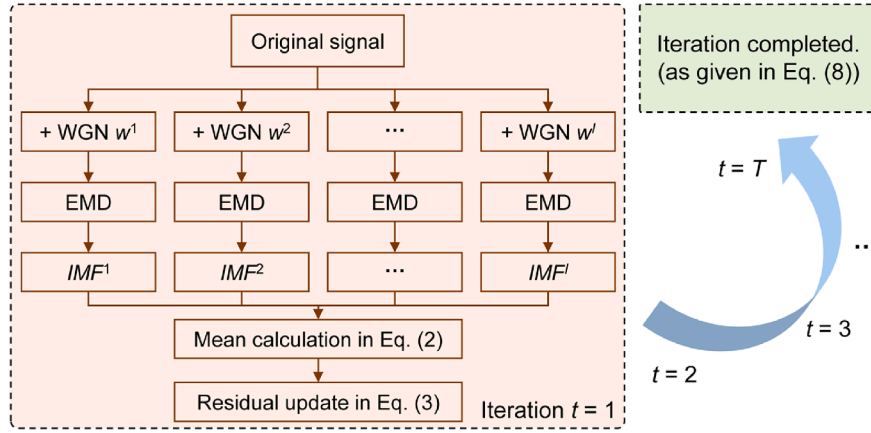 Original signal
+ WGN w¹ + WGN w² ... + WGN wᴵ
EMD EMD EMD EMD
IMF¹ IMF² ... IMFᴵ
Mean calculation in Eq. (2)
Residual update in Eq. (3)
Iteration t = 1
Iteration completed.
(as given in Eq. (8))
t = T
...
t = 3
t = 2